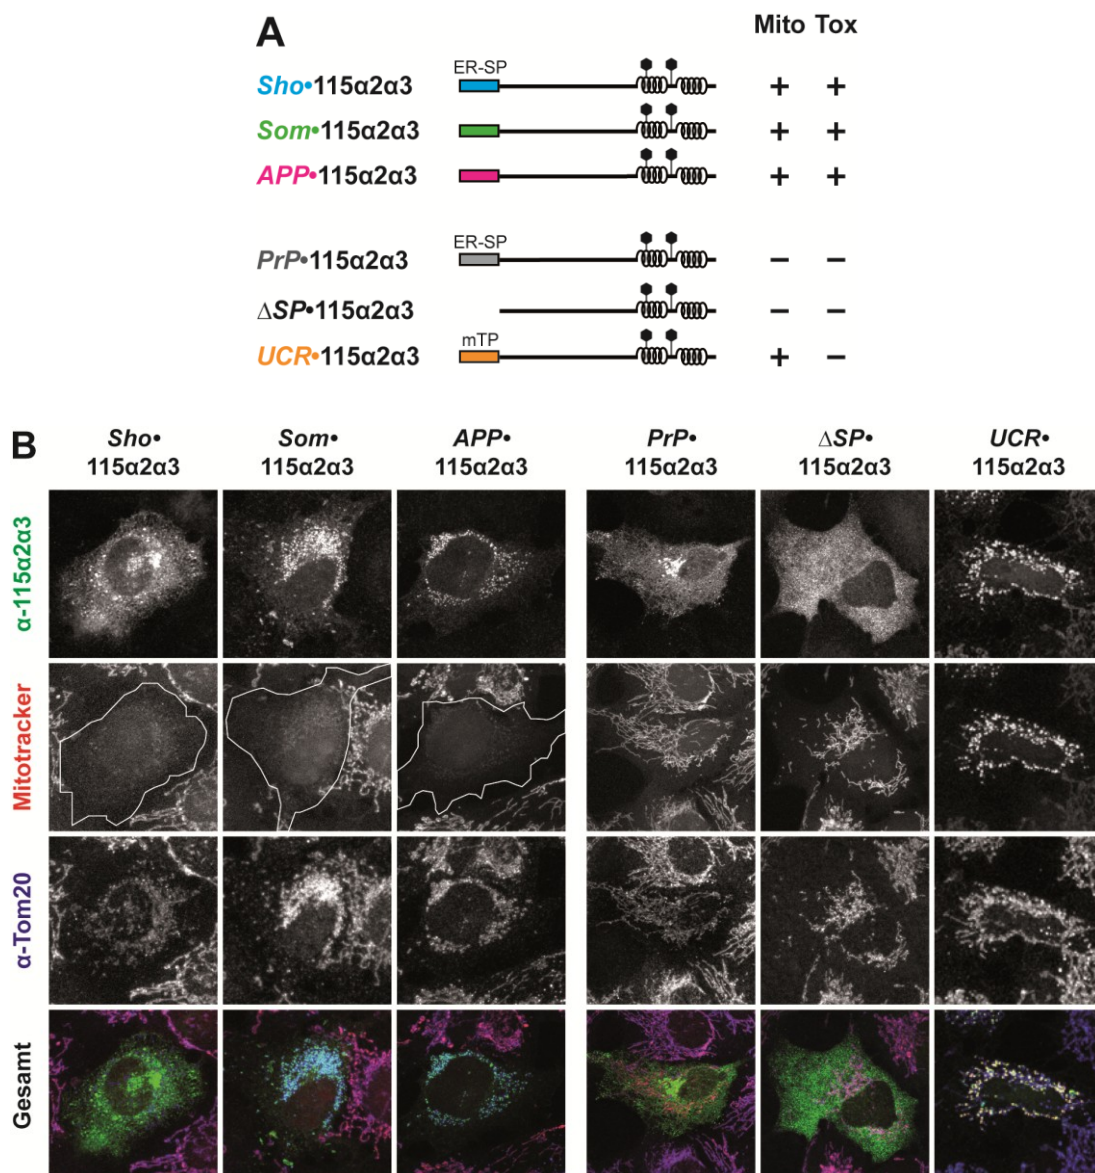 A
Mito Tox
ER-SP
Sho•115α2α3 + +
Som•115α2α3 + +
APP•115α2α3 + +
ER-SP
PrP•115α2α3 – –
ΔSP•115α2α3 – –
mTP
UCR•115α2α3 + –
B
Sho• Som• APP• PrP• ΔSP• UCR•
115α2α3 115α2α3 115α2α3 115α2α3 115α2α3 115α2α3
α-115α2α3
Mitotracker
α-Tom20
Gesamt